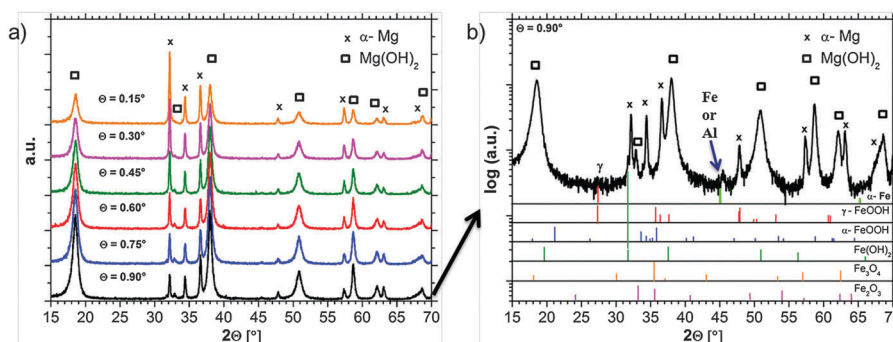 a)
x α- Mg
Mg(OH)2
Θ = 0.15°
Θ = 0.30°
Θ = 0.45°
Θ = 0.60°
Θ = 0.75°
Θ = 0.90°
a.u.
15 20 25 30 35 40 45 50 55 60 65 70
2Θ [°]
b)
Θ=0.90°
x α- Mg
Mg(OH)2
Fe
or
Al
γ
log (a.u.)
α- Fe
γ - FeOOH
α- FeOOH
Fe(OH)2
Fe3O4
Fe2O3
15 20 25 30 35 40 45 50 55 60 65 70
2Θ [°]